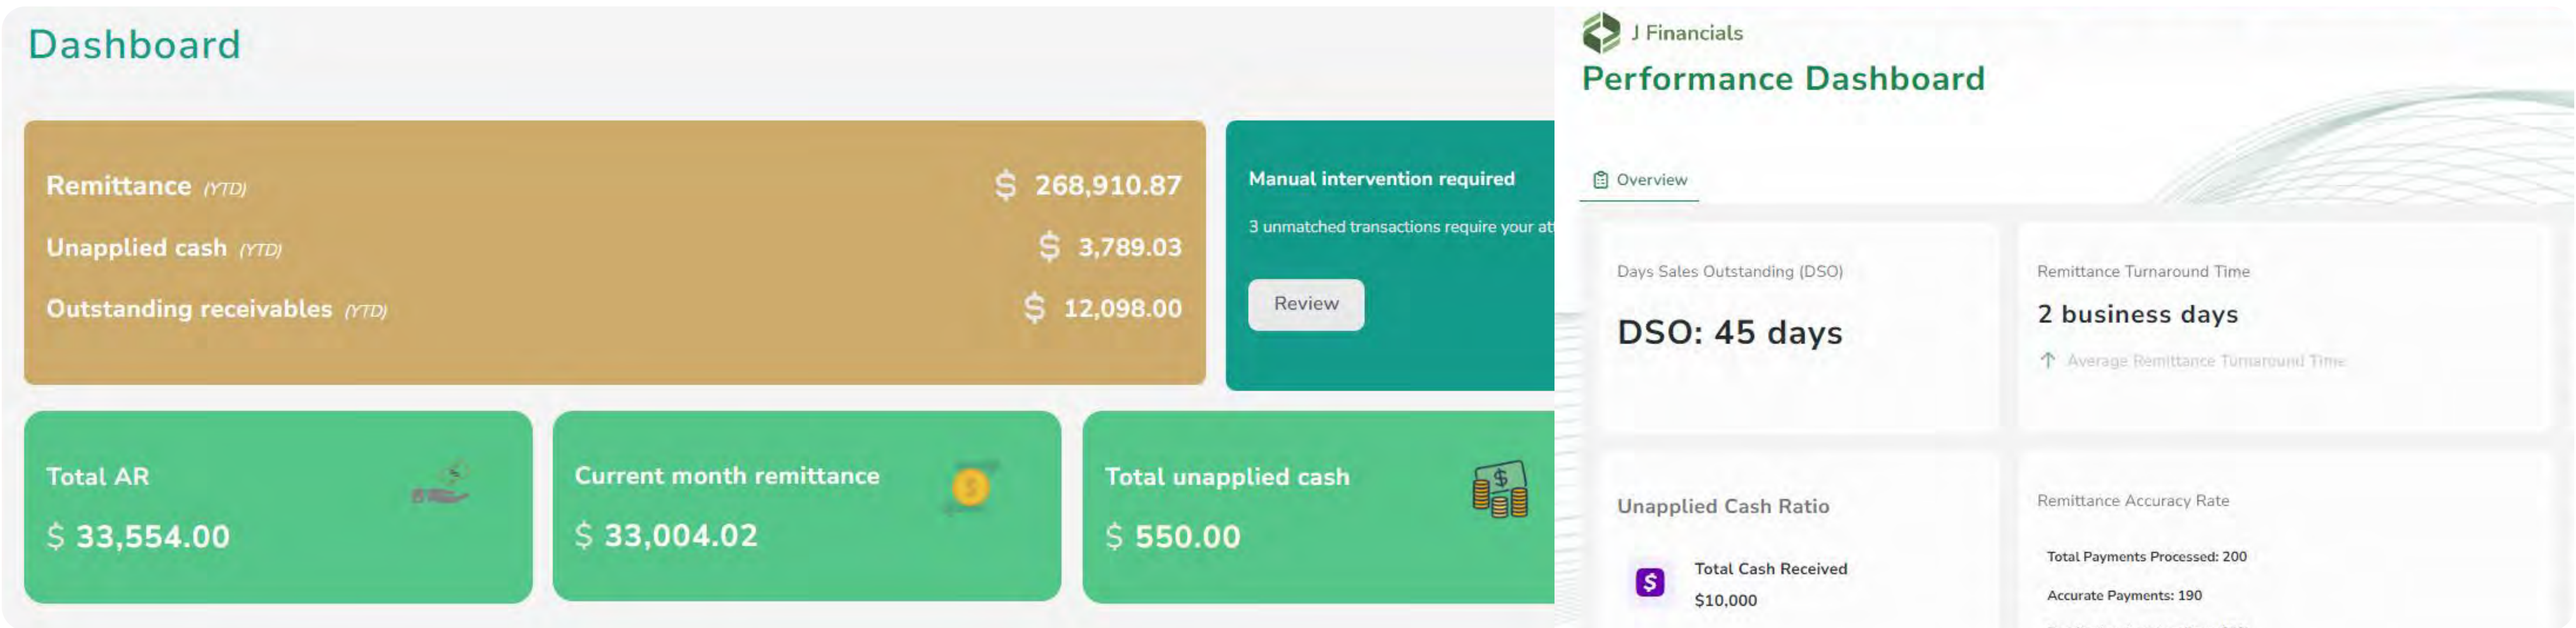 Dashboard
Remittance (YTD) $ 268,910.87
Unapplied cash (YTD) $ 3,789.03
Outstanding receivables (YTD) $ 12,098.00
Manual intervention required
3 unmatched transactions require your
Review
Total AR
$ 33,554.00
Current month remittance
$ 33,004.02
Total unapplied cash
$ 550.00
J Financials
Performance Dashboard
Overview
Days Sales Outstanding (DSO)
DSO: 45 days
Remittance Turnaround Time
2 business days
Average Remittance Turnaround Time
Unapplied Cash Ratio
Total Cash Received
$10,000
Remittance Accuracy Rate
Total Payments Processed: 200
Accurate Payments: 190